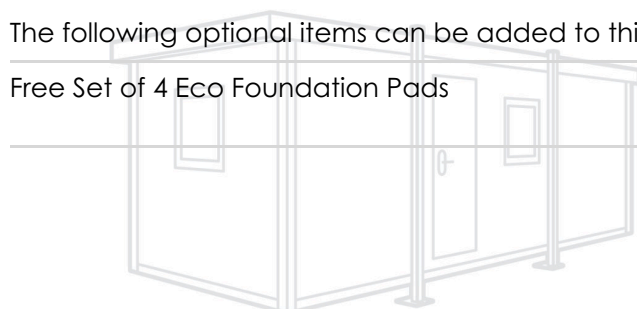 The following optional items can be added to thi
Free Set of 4 Eco Foundation Pads